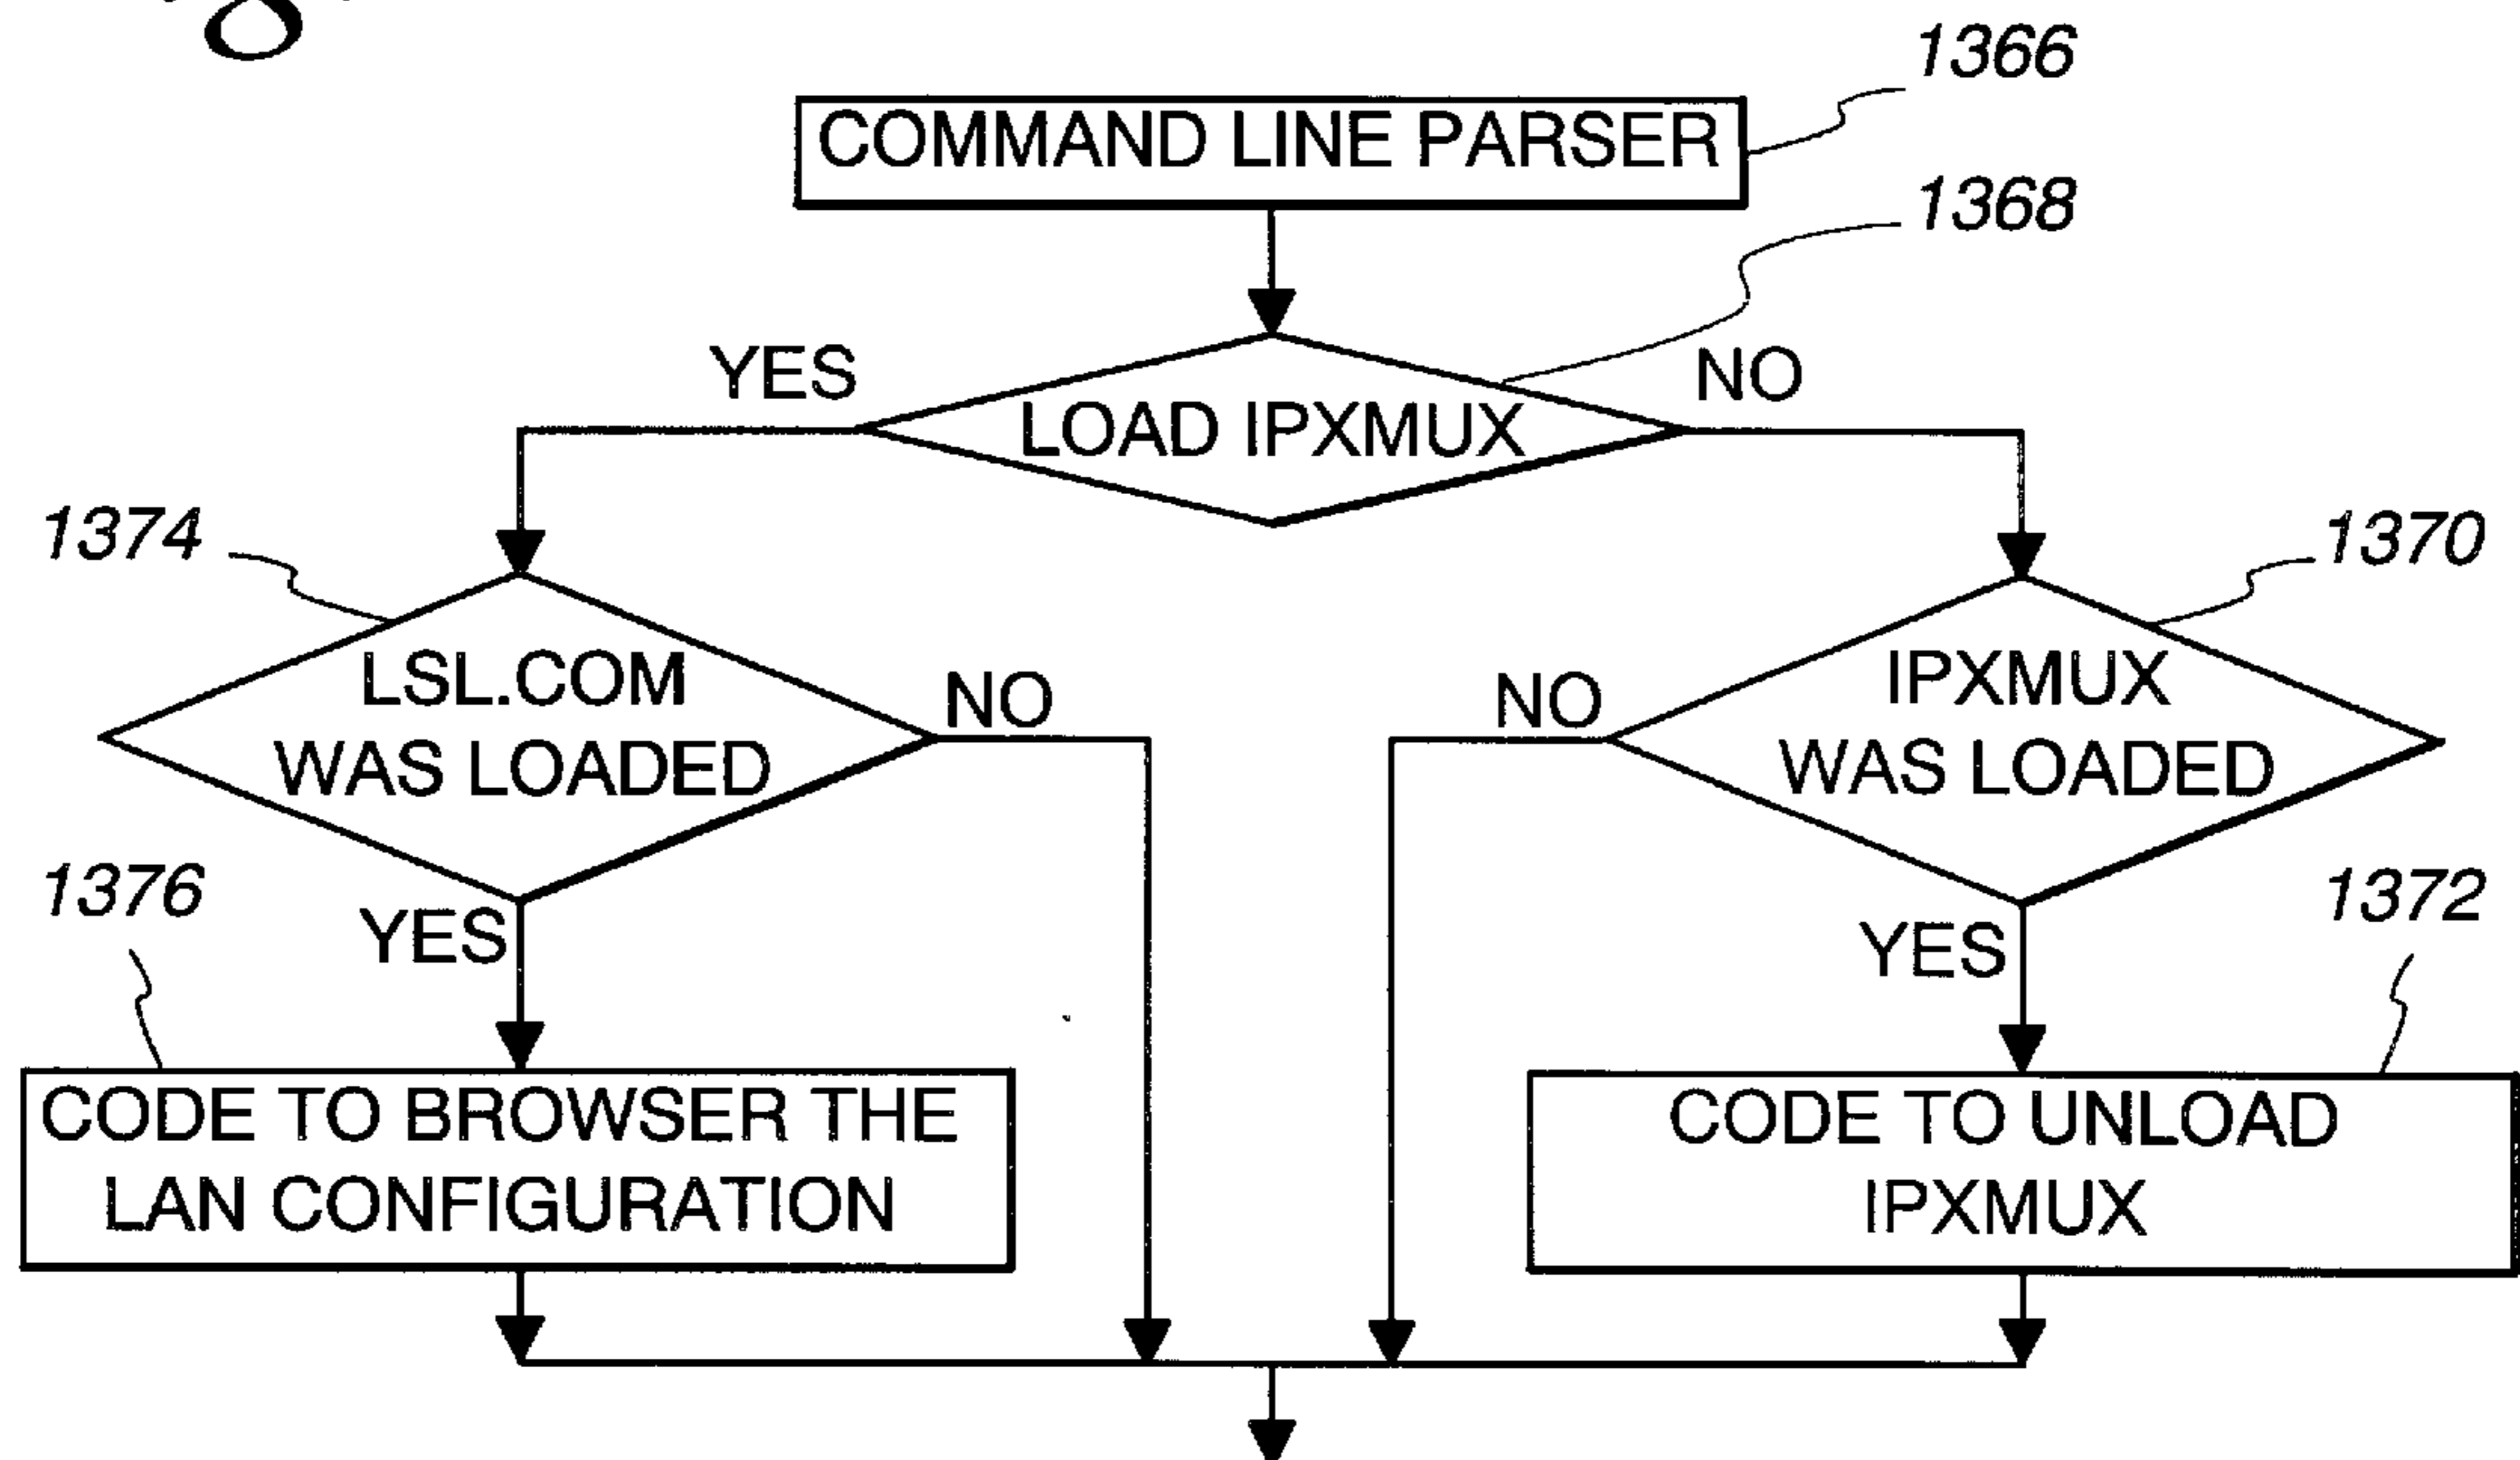 1366
COMMAND LINE PARSER
1368
YES
NO
LOAD IPXMUX
1374
1370
LSL.COM
WAS LOADED
NO
NO
IPXMUX
WAS LOADED
1376
YES
1372
YES
CODE TO BROWSER THE
LAN CONFIGURATION
CODE TO UNLOAD
IPXMUX